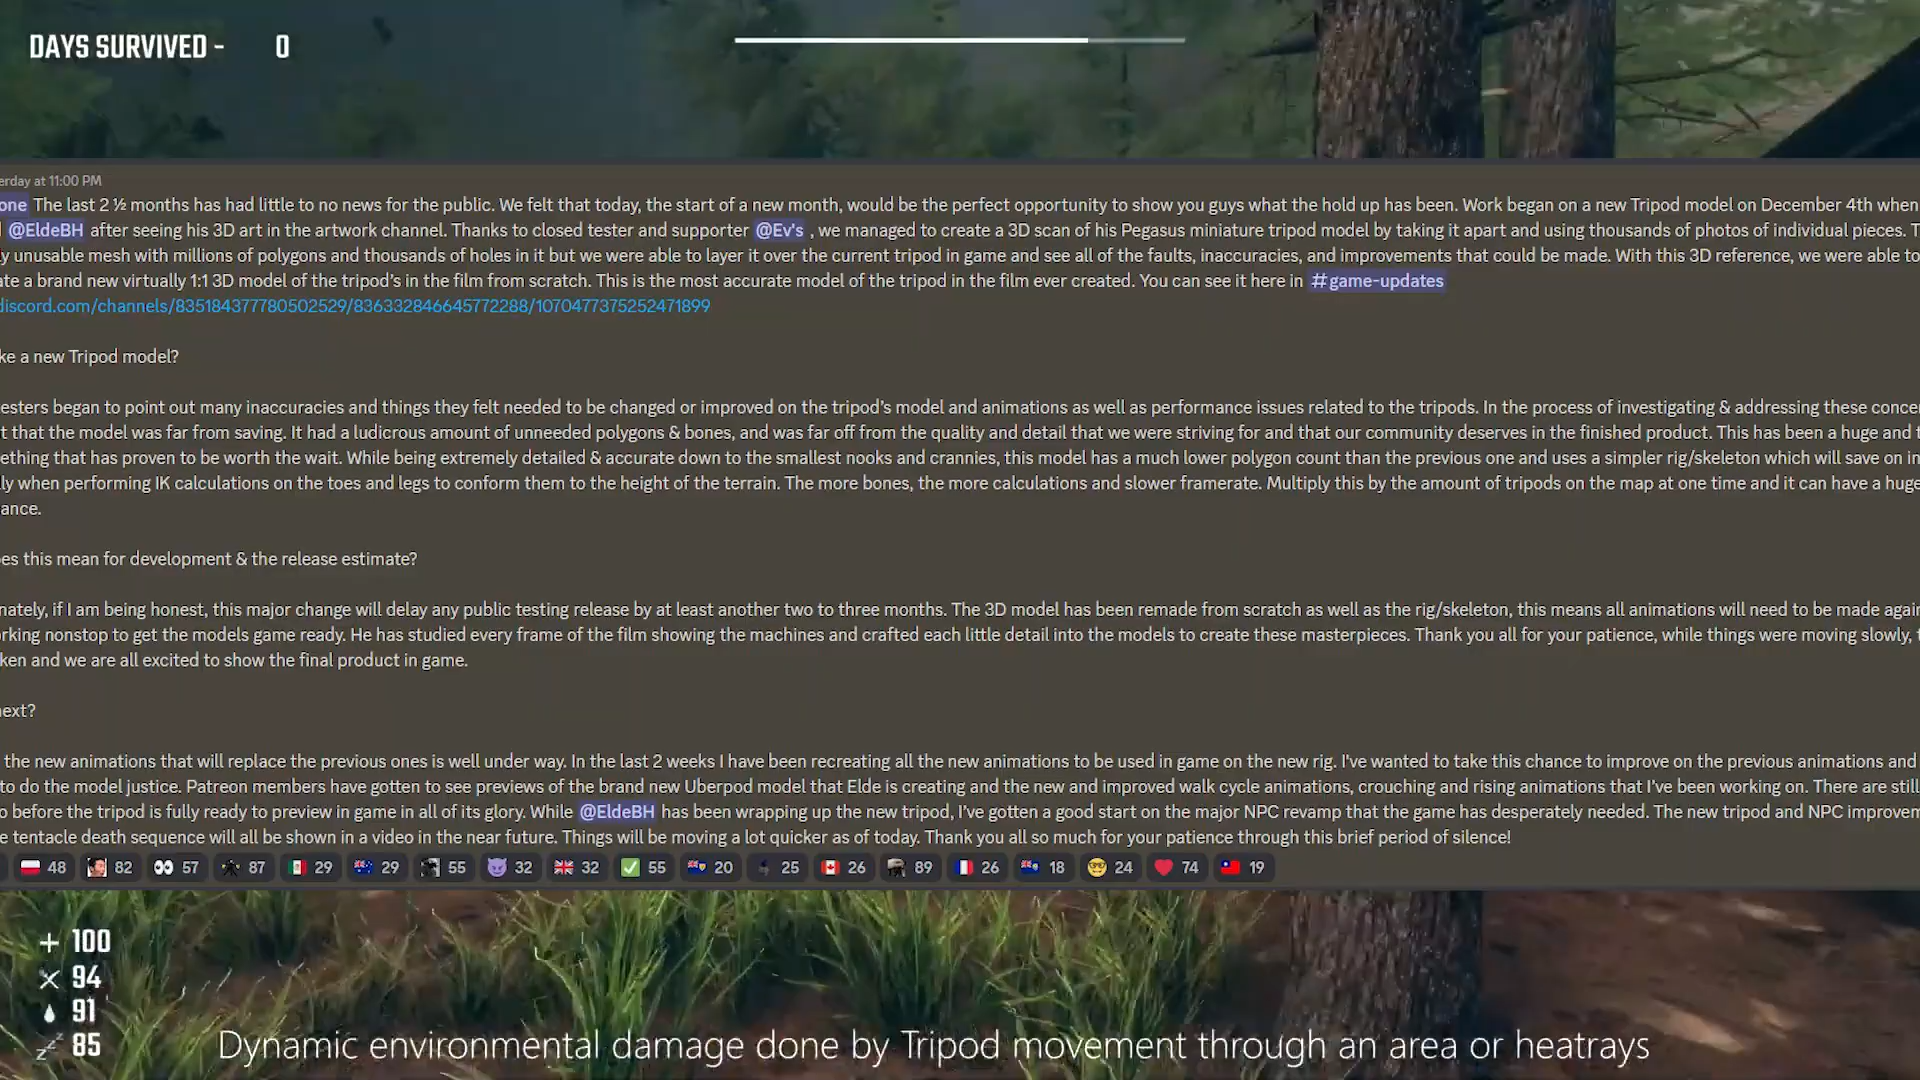 DAYS SURVIVED - 0
erday at 11:00 PM
one The last 2 ½ months has had little to no news for the public. We felt that today, the start of a new month, would be the perfect opportunity to show you guys what the hold up has been. Work began on a new Tripod model on December 4th when
@EldeBH after seeing his 3D art in the artwork channel. Thanks to closed tester and supporter @Ev's , we managed to create a 3D scan of his Pegasus miniature tripod model by taking it apart and using thousands of photos of individual pieces. T
y unusable mesh with millions of polygons and thousands of holes in it but we were able to layer it over the current tripod in game and see all of the faults, inaccuracies, and improvements that could be made. With this 3D reference, we were able to
ate a brand new virtually 1:1 3D model of the tripod's in the film from scratch. This is the most accurate model of the tripod in the film ever created. You can see it here in #game-updates
discord.com/channels/835184377780502529/836332846645772288/1070477375252471899
ke a new Tripod model?
esters began to point out many inaccuracies and things they felt needed to be changed or improved on the tripod's model and animations as well as performance issues related to the tripods. In the process of investigating & addressing these concer
t that the model was far from saving. It had a ludicrous amount of unneeded polygons & bones, and was far off from the quality and detail that we were striving for and that our community deserves in the finished product. This has been a huge and t
ething that has proven to be worth the wait. While being extremely detailed & accurate down to the smallest nooks and crannies, this model has a much lower polygon count than the previous one and uses a simpler rig/skeleton which will save on in
ly when performing IK calculations on the toes and legs to conform them to the height of the terrain. The more bones, the more calculations and slower framerate. Multiply this by the amount of tripods on the map at one time and it can have a huge
ance.
es this mean for development & the release estimate?
nately, if I am being honest, this major change will delay any public testing release by at least another two to three months. The 3D model has been remade from scratch as well as the rig/skeleton, this means all animations will need to be made again
rking nonstop to get the models game ready. He has studied every frame of the film showing the machines and crafted each little detail into the models to create these masterpieces. Thank you all for your patience, while things were moving slowly, t
ken and we are all excited to show the final product in game.
next?
the new animations that will replace the previous ones is well under way. In the last 2 weeks I have been recreating all the new animations to be used in game on the new rig. I've wanted to take this chance to improve on the previous animations and
to do the model justice. Patreon members have gotten to see previews of the brand new Uberpod model that Elde is creating and the new and improved walk cycle animations, crouching and rising animations that I've been working on. There are still
o before the tripod is fully ready to preview in game in all of its glory. While @EldeBH has been wrapping up the new tripod, I've gotten a good start on the major NPC revamp that the game has desperately needed. The new tripod and NPC improvem
e tentacle death sequence will all be shown in a video in the near future. Things will be moving a lot quicker as of today. Thank you all so much for your patience through this brief period of silence!
48 82 57 87 29 29 55 32 32 55 20 25 26 89 26 18 24 74 19
100
94
91
85
Dynamic environmental damage done by Tripod movement through an area or heatrays